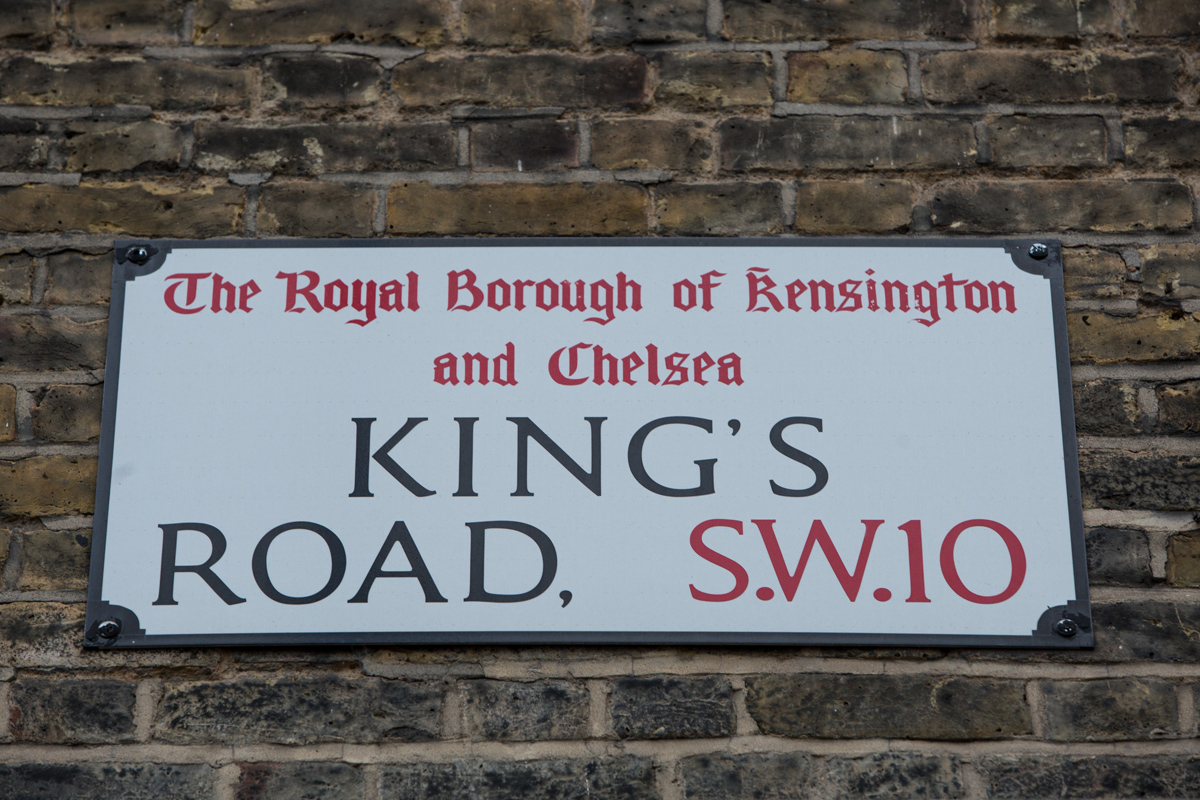 The Royal Borough of Kensington
and Chelsea
KING'S
ROAD, S.W.10